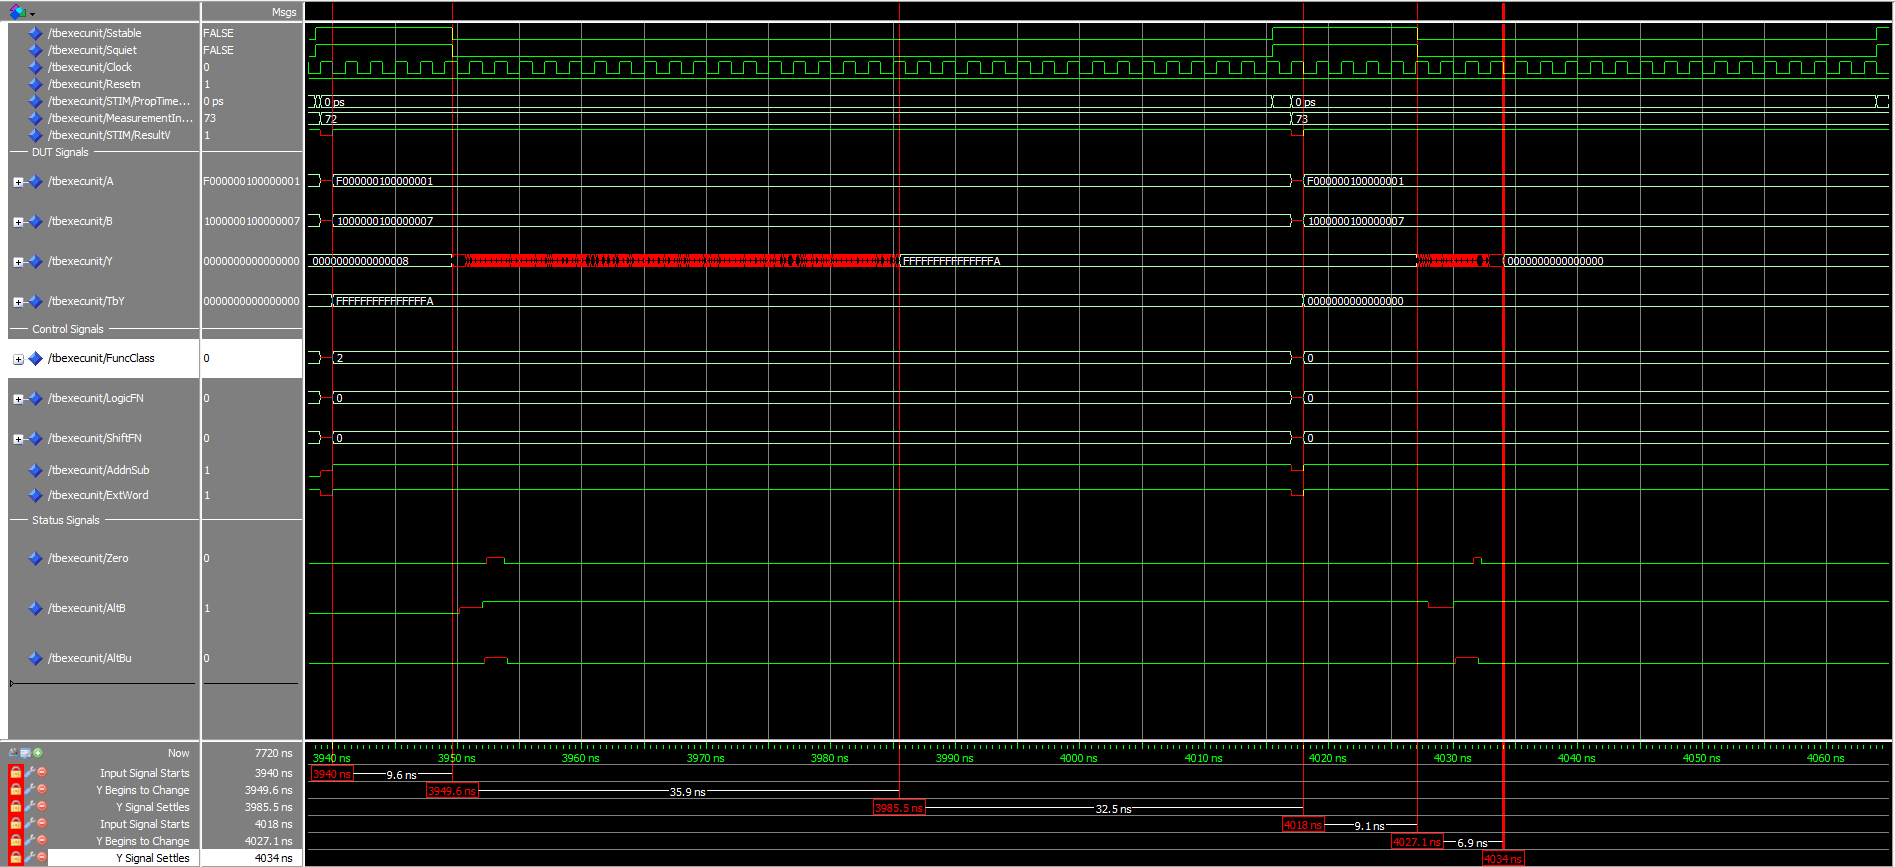 Msgs
/tbexecunit/Sstable FALSE
/tbexecunit/Squiet FALSE
/tbexecunit/Clock 0
/tbexecunit/Resetn 1
/tbexecunit/STIM/PropTime... 0 ps 0 ps 0 ps
/tbexecunit/MeasurementIn... 73 72 73
/tbexecunit/STIM/ResultV 1
DUT Signals
/tbexecunit/A F000000100000001 F000000100000001 F000000100000001
/tbexecunit/B 1000000100000007 1000000100000007 1000000100000007
/tbexecunit/Y 0000000000000000 0000000000000008 FFFFFFFFFFFFFFFA 0000000000000000
/tbexecunit/TbY 0000000000000000 FFFFFFFFFFFFFFFA 0000000000000000
Control Signals
/tbexecunit/FuncClass 0 2 0
/tbexecunit/LogicFN 0 0 0
/tbexecunit/ShiftFN 0 0 0
/tbexecunit/AddnSub 1
/tbexecunit/ExtWord 1
Status Signals
/tbexecunit/Zero 0
/tbexecunit/AltB 1
/tbexecunit/AltBu 0
Now 7720 ns 3940 ns 3950 ns 3960 ns 3970 ns 3980 ns 3990 ns 4000 ns 4010 ns 4020 ns 4030 ns 4040 ns 4050 ns 4060 ns
Input Signal Starts 3940 ns 3940 ns 9.6 ns
Y Begins to Change 3949.6 ns 3949.6 ns 35.9 ns
Y Signal Settles 3985.5 ns 3985.5 ns 32.5 ns
Input Signal Starts 4018 ns 4018 ns 9.1 ns
Y Begins to Change 4027.1 ns 4027.1 ns 6.9 ns
Y Signal Settles 4034 ns 4034 ns